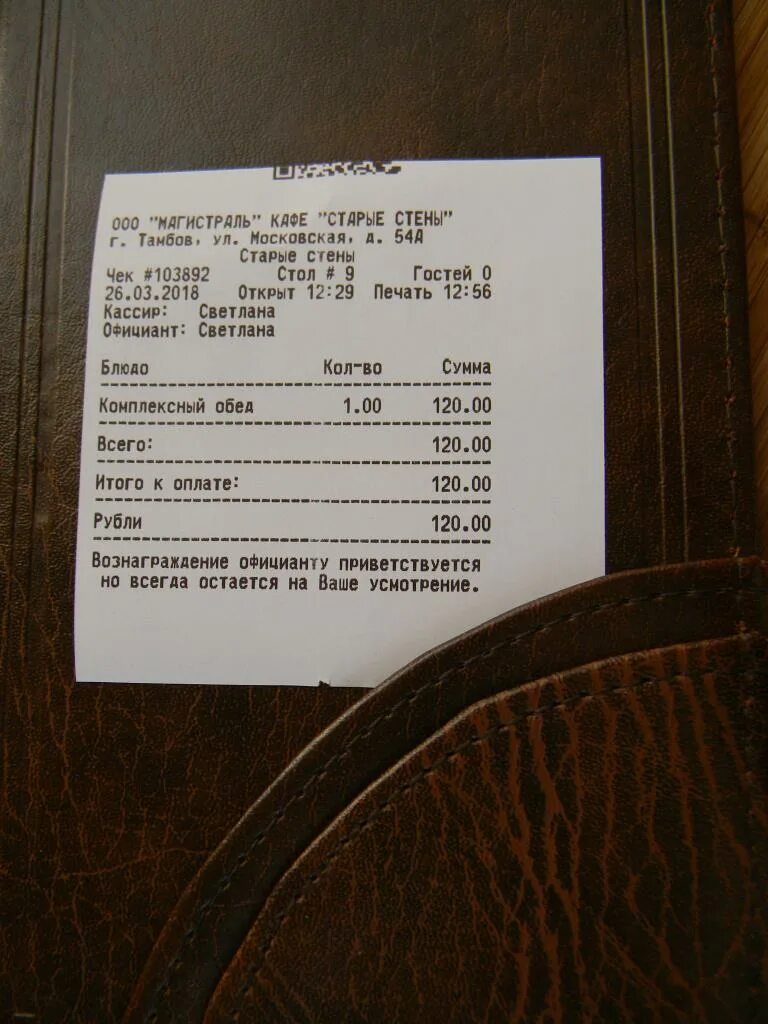 ООО "МАГИСТРАЛЬ" КАФЕ "СТАРЫЕ СТЕНЫ"
г. Тамбов, ул. Московская, д. 54А
Старые стены
Чек #103892 Стол # 9 Гостей 0
26.03.2018 Открыт 12:29 Печать 12:56
Кассир: Светлана
Официант: Светлана
Блюдо Кол-во Сумма
Комплексный обед 1.00 120.00
Всего: 120.00
Итого к оплате: 120.00
Рубли 120.00
Вознаграждение официанту приветствуется
но всегда остается на Ваше усмотрение.